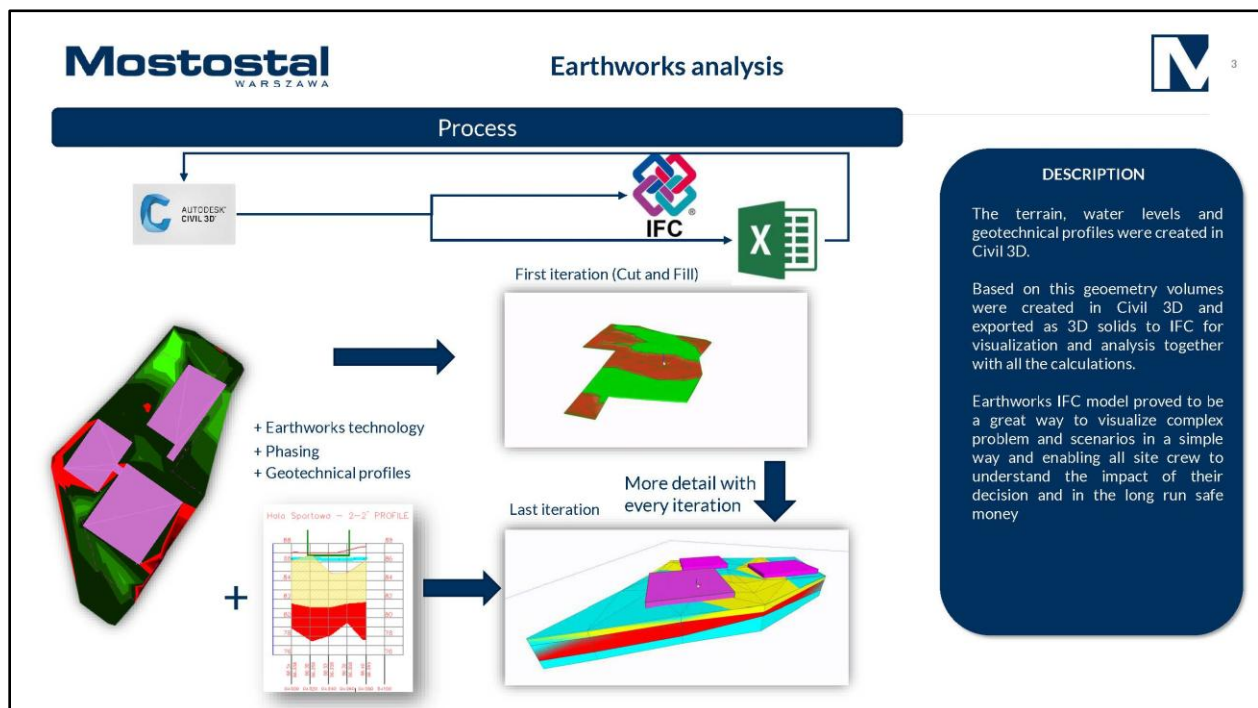 Mostostal
WARSZAWA
Earthworks analysis
3
Process
AUTODESK®
CIVIL 3D®
IFC
®
X
First iteration (Cut and Fill)
+ Earthworks technology
+ Phasing
+ Geotechnical profiles
More detail with
every iteration
Last iteration
+
Hala Sportowa - 2-2' PROFILE
DESCRIPTION
The terrain, water levels and
geotechnical profiles were created in
Civil 3D.
Based on this geoemetry volumes
were created in Civil 3D and
exported as 3D solids to IFC for
visualization and analysis together
with all the calculations.
Earthworks IFC model proved to be
a great way to visualize complex
problem and scenarios in a simple
way and enabling all site crew to
understand the impact of their
decision and in the long run safe
money